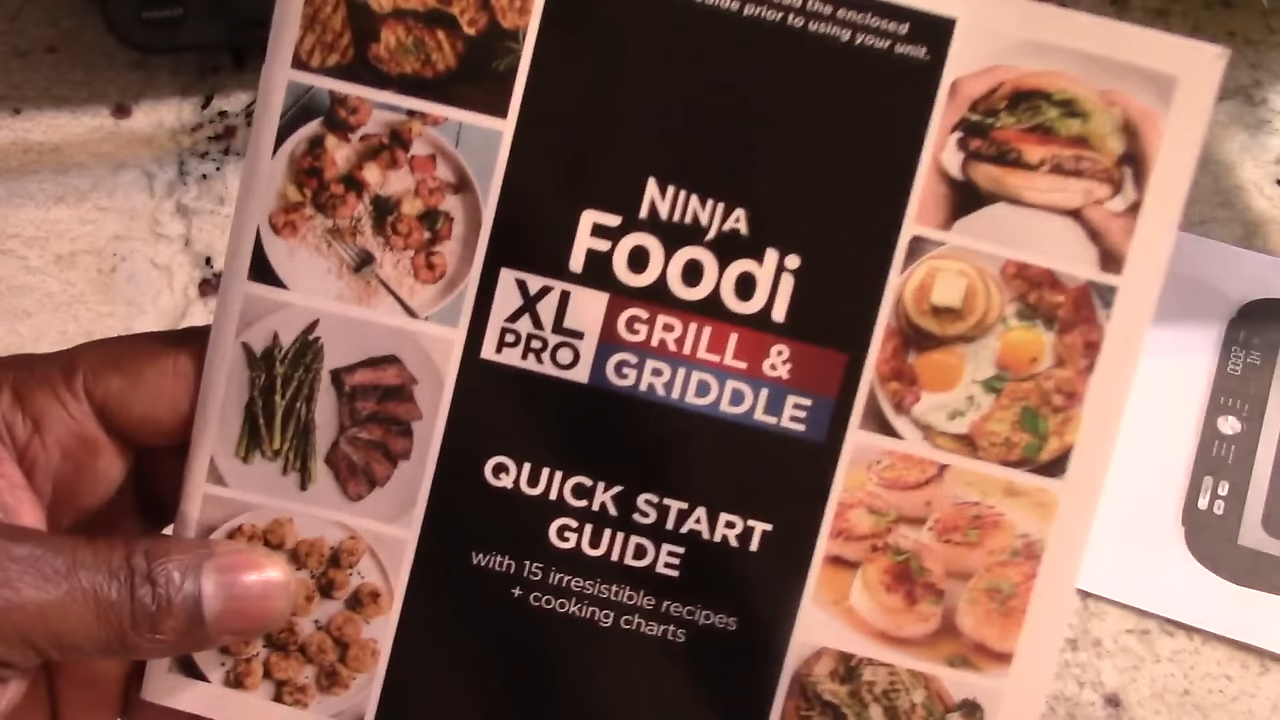 the enclosed
prior to using your unit.
NINJA
Foodi
XL
PRO
GRILL &
GRIDDLE
QUICK START
GUIDE
with 15 irresistible recipes
+ cooking charts